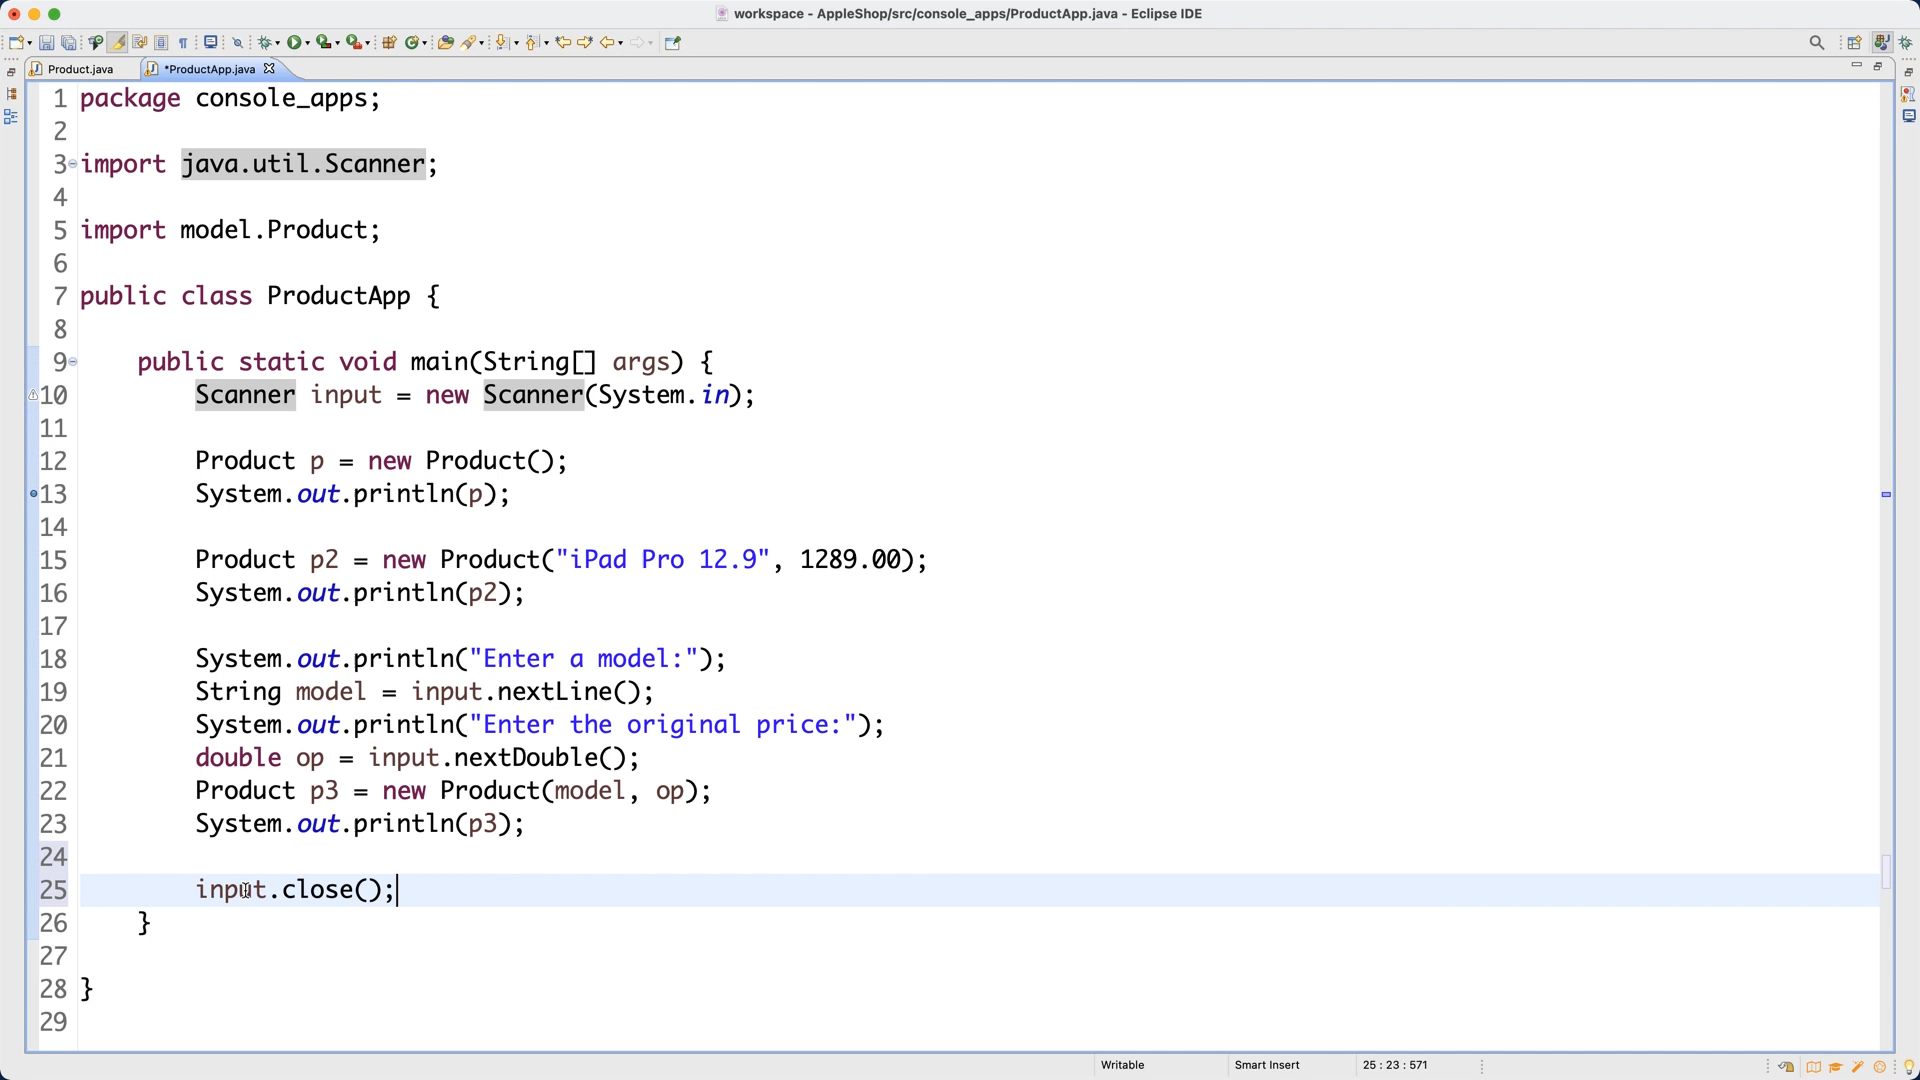 workspace - AppleShop/src/console_apps/ProductApp.java - Eclipse IDE
Product.java
*ProductApp.java
1 package console_apps;
2
3 import java.util.Scanner;
4
5 import model.Product;
6
7 public class ProductApp {
8
9 public static void main(String[] args) {
10 Scanner input = new Scanner(System.in);
11
12 Product p = new Product();
13 System.out.println(p);
14
15 Product p2 = new Product("iPad Pro 12.9", 1289.00);
16 System.out.println(p2);
17
18 System.out.println("Enter a model:");
19 String model = input.nextLine();
20 System.out.println("Enter the original price:");
21 double op = input.nextDouble();
22 Product p3 = new Product(model, op);
23 System.out.println(p3);
24
25 input.close();
26 }
27
28 }
29
Writable
Smart Insert
25 : 23 : 571